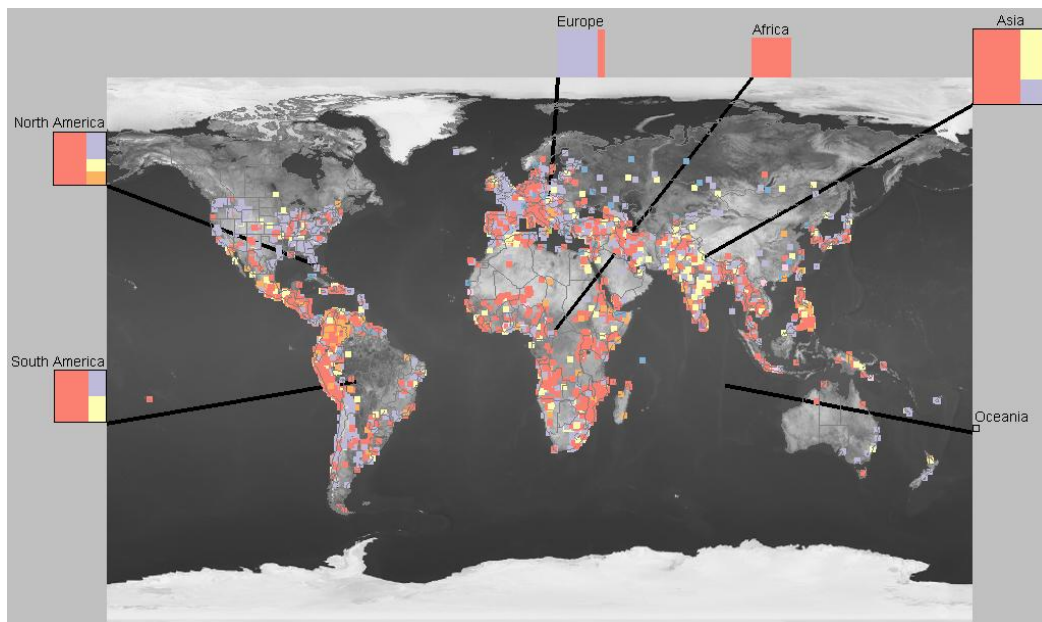 Europe
Africa
Asia
North America
South America
Oceania